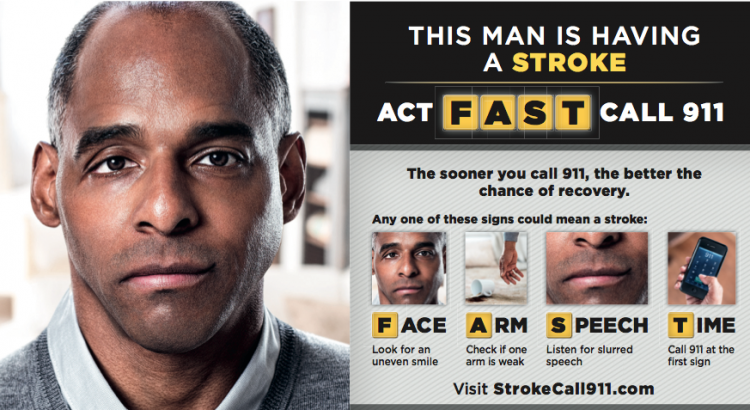 THIS MAN IS HAVING
A STROKE
ACT FAST CALL 911
The sooner you call 911, the better the
chance of recovery.
Any one of these signs could mean a stroke:
FACE ARM SPEECH TIME
Look for an
uneven smile
Check if one
arm is weak
Listen for slurred
speech
Call 911 at the
first sign
Visit StrokeCall911.com